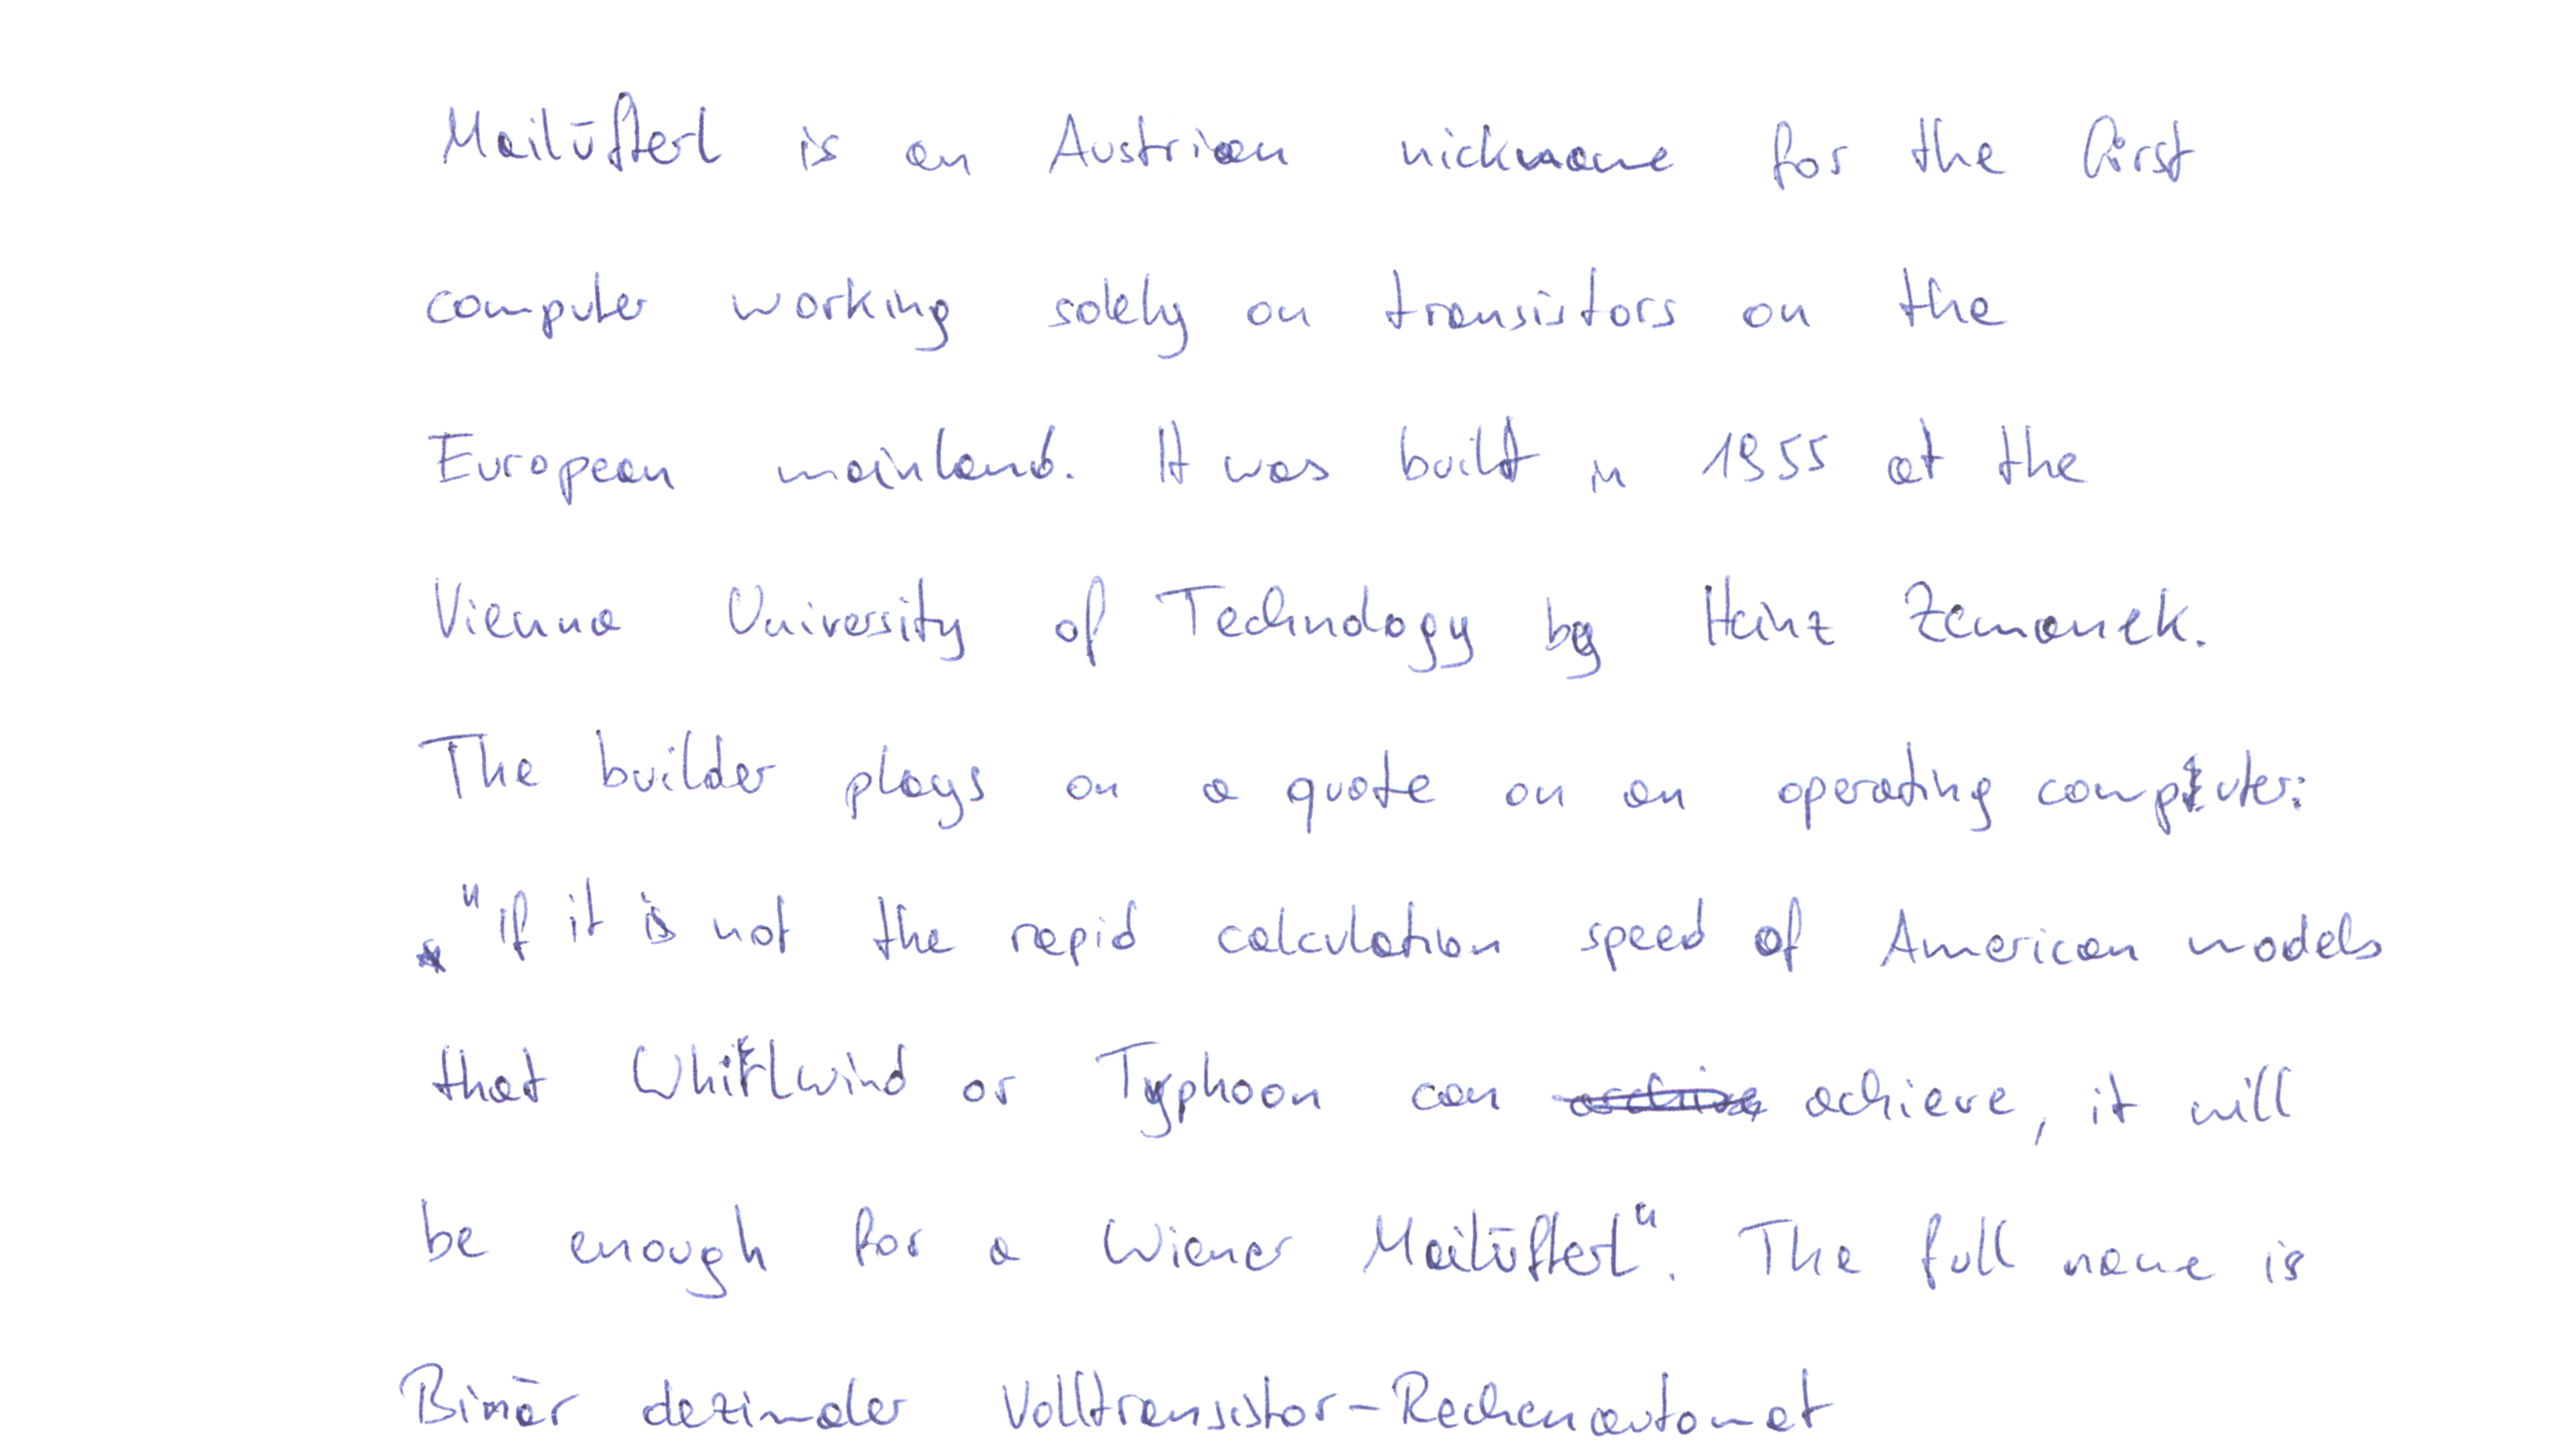 Mailüfterl is an Austrian nickname for the first
computer working solely on transistors on the
European mainland. It was built in 1955 at the
Vienna University of Technology by Heinz Zemanek.
The builder plays on a quote on an operating computer:
"If it is not the rapid calculation speed of American models
that Whirlwind or Typhoon can achieve, it will
be enough for a Wiener Mailüfterl". The full name is
Binär dezimaler Volltransistor-Rechenautomat